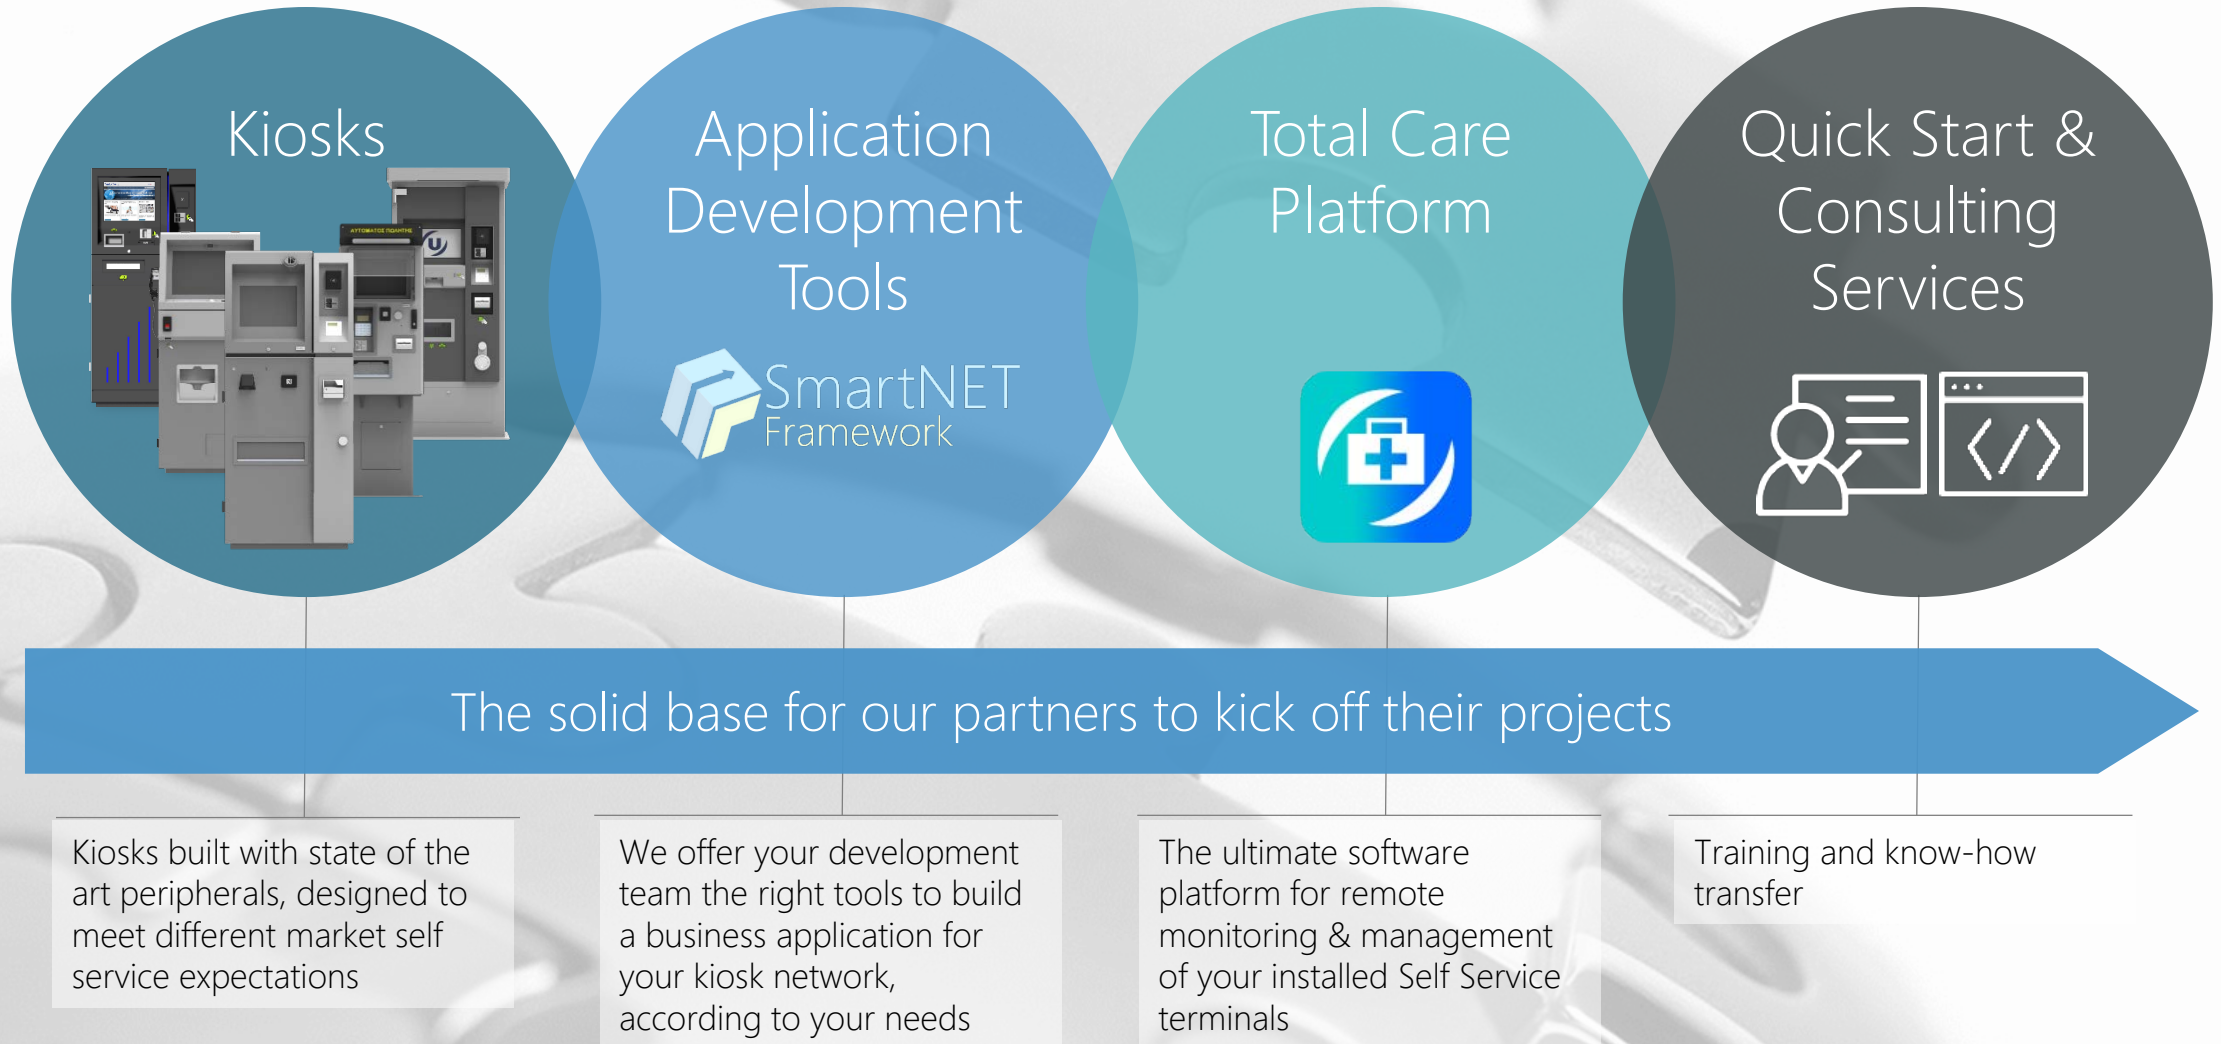 Kiosks
ΑΥΤΟΜΑΤΟΣ ΠΩΛΗΤΗΣ
U
Application
Development
Tools
SmartNET
Framework
Total Care
Platform
Quick Start &
Consulting
Services
</>
The solid base for our partners to kick off their projects
Kiosks built with state of the
art peripherals, designed to
meet different market self
service expectations
We offer your development
team the right tools to build
a business application for
your kiosk network,
according to your needs
The ultimate software
platform for remote
monitoring & management
of your installed Self Service
terminals
Training and know-how
transfer